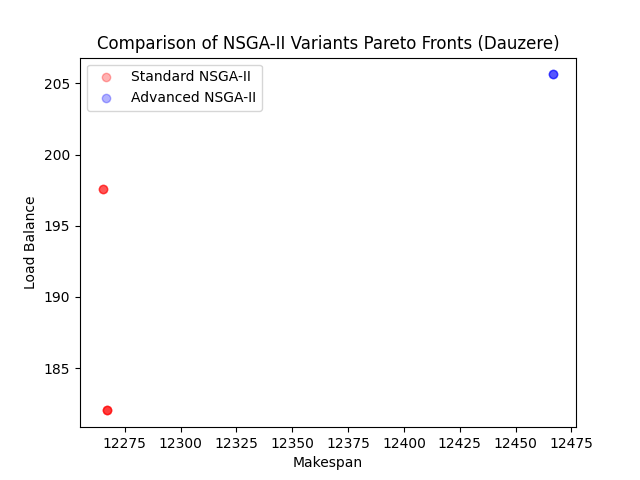 Comparison of NSGA-II Variants Pareto Fronts (Dauzere)
Standard NSGA-II
Advanced NSGA-II
205
200
195
190
185
Load Balance
12275 12300 12325 12350 12375 12400 12425 12450 12475
Makespan